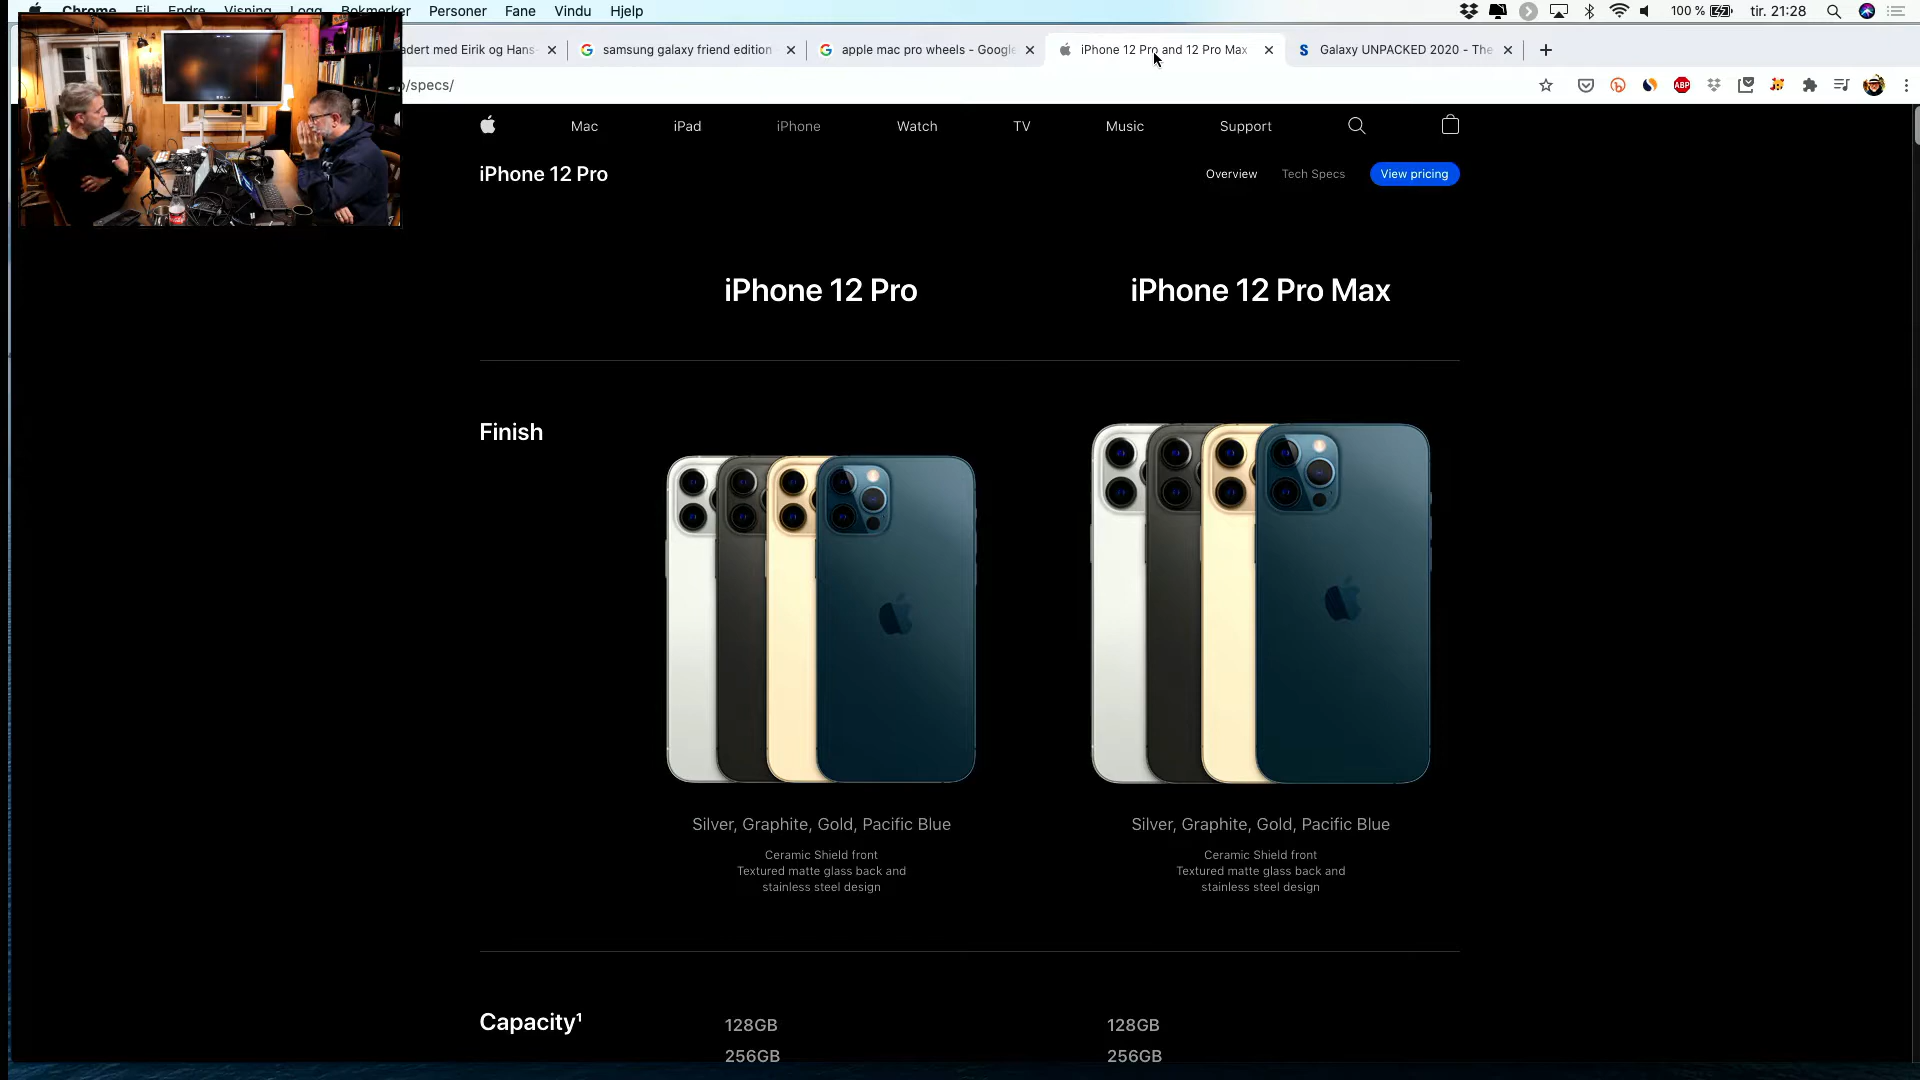 Chrome Fil Endre Visning Logg Bokmerker Personer Fane Vindu Hjelp 100 % tir. 21:28
adert med Eirik og Hans- samsung galaxy friend edition apple mac pro wheels - Google iPhone 12 Pro and 12 Pro Max Galaxy UNPACKED 2020 - The
/specs/ ABP
Mac iPad iPhone Watch TV Music Support
iPhone 12 Pro Overview Tech Specs View pricing
iPhone 12 Pro iPhone 12 Pro Max
Finish
Silver, Graphite, Gold, Pacific Blue Silver, Graphite, Gold, Pacific Blue
Ceramic Shield front Ceramic Shield front
Textured matte glass back and Textured matte glass back and
stainless steel design stainless steel design
Capacity¹ 128GB 128GB
256GB 256GB